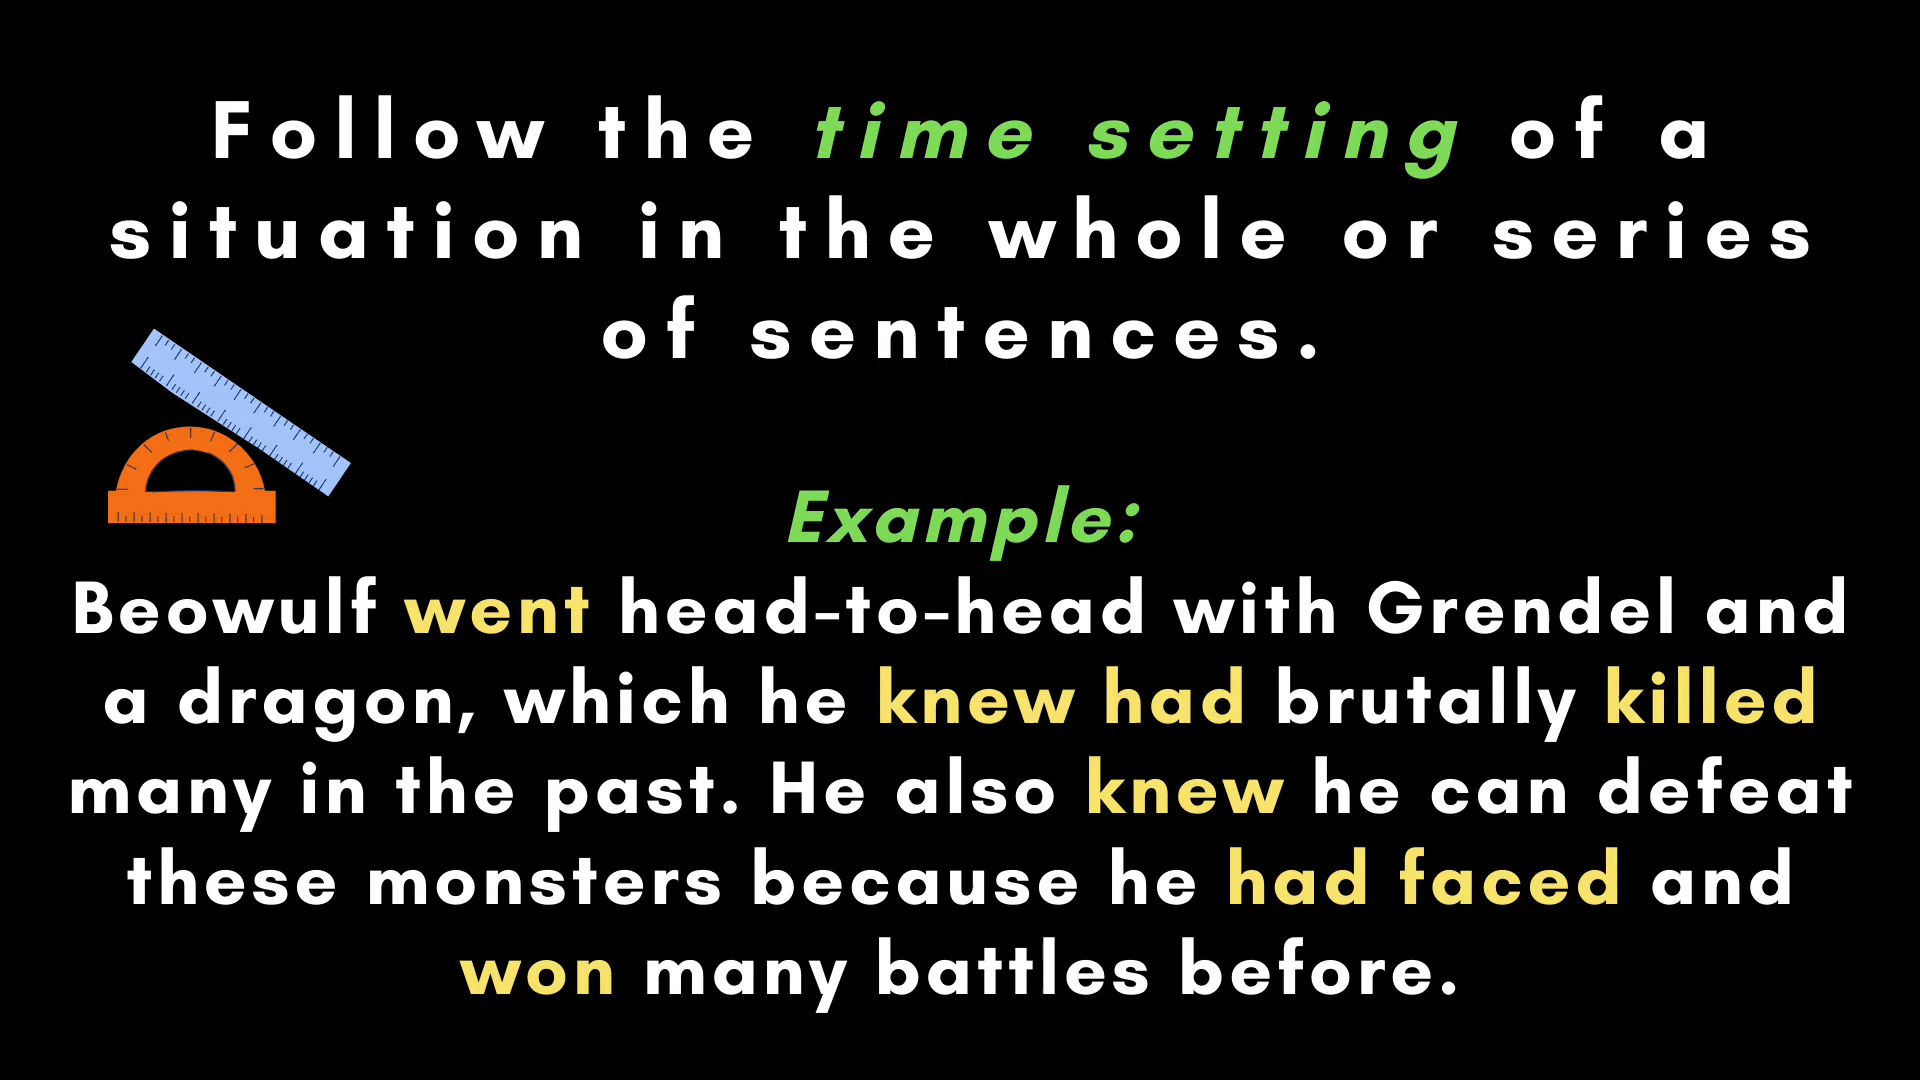 Follow the time setting of a
situation in the whole or series
of sentences.
Example:
Beowulf went head-to-head with Grendel and
a dragon, which he knew had brutally killed
many in the past. He also knew he can defeat
these monsters because he had faced and
won many battles before.